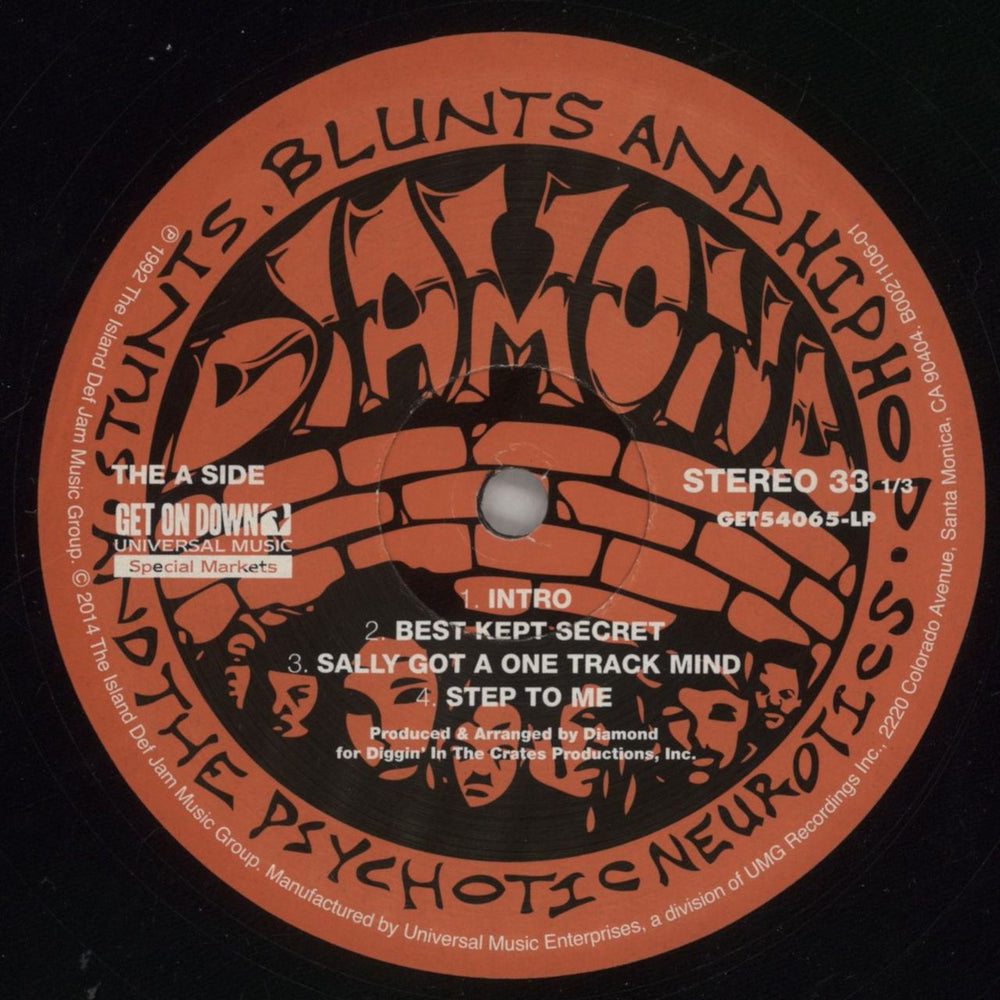 STUNTS, BLUNTS AND HIP HOP.
DIAMOND
AND THE PSYCHOTIC NEUROTICS.
THE A SIDE
GET ON DOWN
UNIVERSAL MUSIC
Special Markets
STEREO 33 1/3
GET54065-LP
1. INTRO
2. BEST KEPT SECRET
3. SALLY GOT A ONE TRACK MIND
4. STEP TO ME
Produced & Arranged by Diamond
for Diggin' In The Crates Productions, Inc.
℗ 1992 The Island Def Jam Music Group. © 2014 The Island Def Jam Music Group. Manufactured by Universal Music Enterprises, a division of UMG Recordings Inc., 2220 Colorado Avenue, Santa Monica, CA 90404. B0021106-01